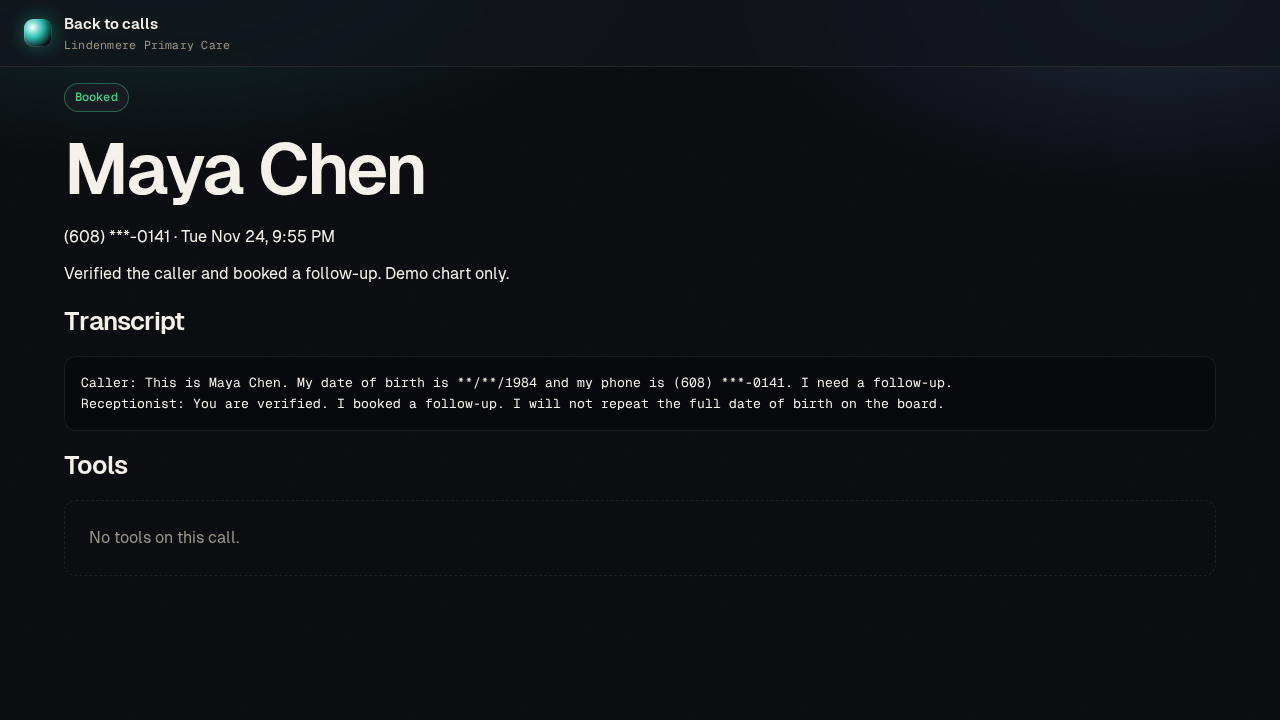 Back to calls
Lindenmere Primary Care
Booked
Maya Chen
(608) ***-0141 · Tue Nov 24, 9:55 PM
Verified the caller and booked a follow-up. Demo chart only.
Transcript
Caller: This is Maya Chen. My date of birth is **/**/1984 and my phone is (608) ***-0141. I need a follow-up.
Receptionist: You are verified. I booked a follow-up. I will not repeat the full date of birth on the board.
Tools
No tools on this call.